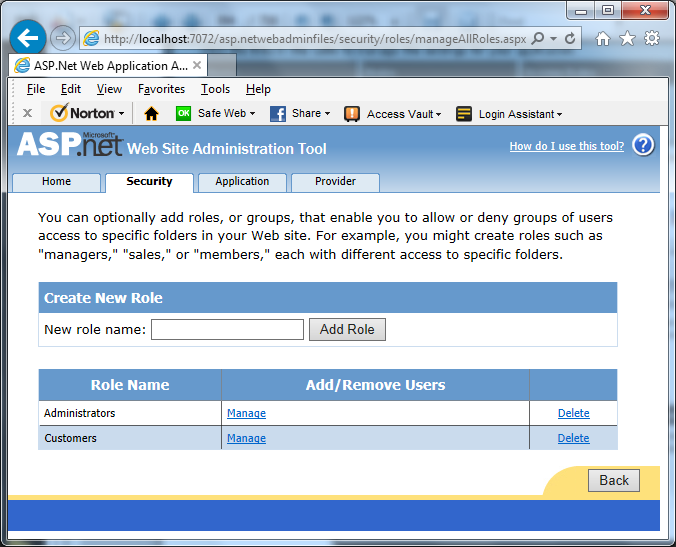 http://localhost:7072/asp.netwebadminfiles/security/roles/manageAllRoles.aspx
ASP.Net Web Application A...
File Edit View Favorites Tools Help
x Norton OK Safe Web Share Access Vault Login Assistant
Microsoft
ASP.net Web Site Administration Tool How do I use this tool? ?
Home Security Application Provider
You can optionally add roles, or groups, that enable you to allow or deny groups of users
access to specific folders in your Web site. For example, you might create roles such as
"managers," "sales," or "members," each with different access to specific folders.
Create New Role
New role name: Add Role
Role Name Add/Remove Users
Administrators Manage Delete
Customers Manage Delete
Back